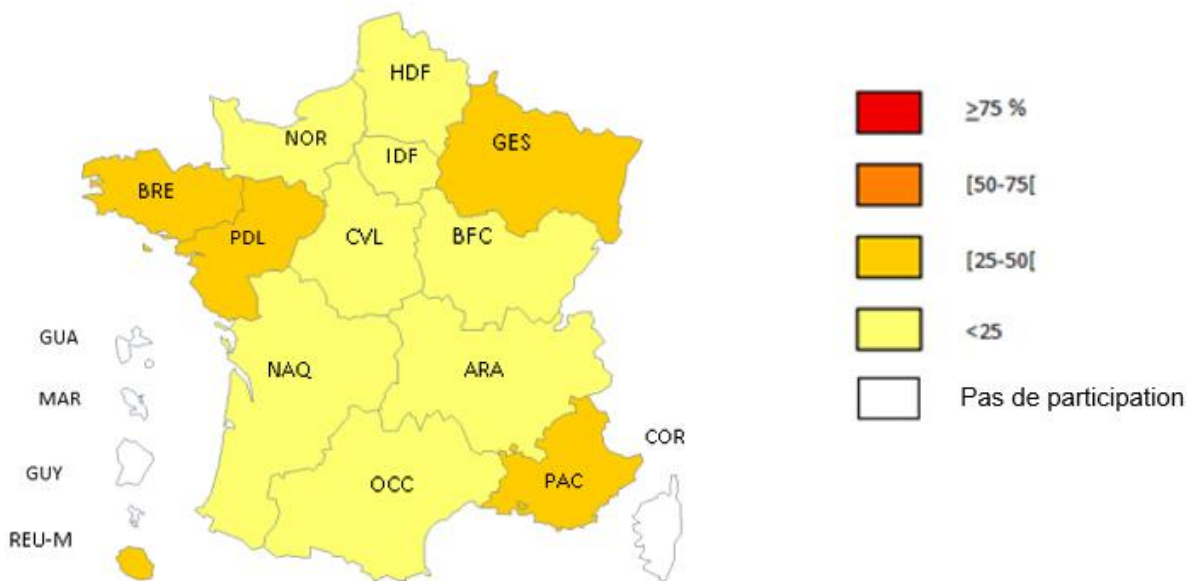 HDF
NOR
IDF
GES
BRE
PDL
CVL
BFC
GUA
NAQ
ARA
MAR
COR
GUY
OCC
PAC
REU-M
≥75 %
[50-75[
[25-50[
<25
Pas de participation